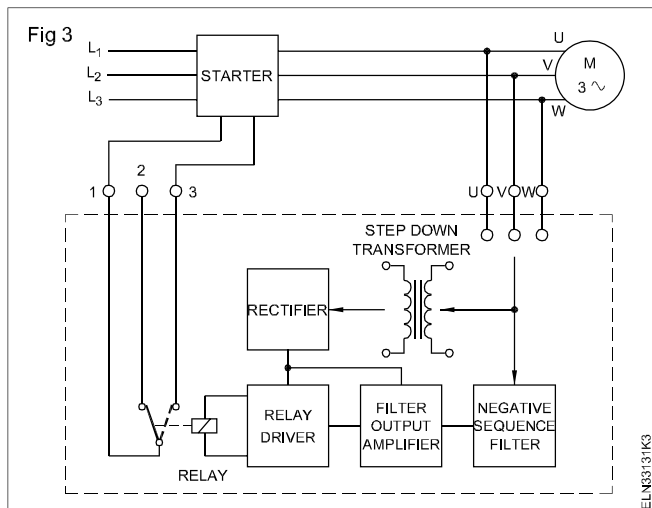 Fig 3
L1
L2
L3
STARTER
U
V
W
M
3 ∿
1
2
3
U
V
W
STEP DOWN
TRANSFORMER
RECTIFIER
RELAY
DRIVER
FILTER
OUTPUT
AMPLIFIER
NEGATIVE
SEQUENCE
FILTER
RELAY
ELN33131K3